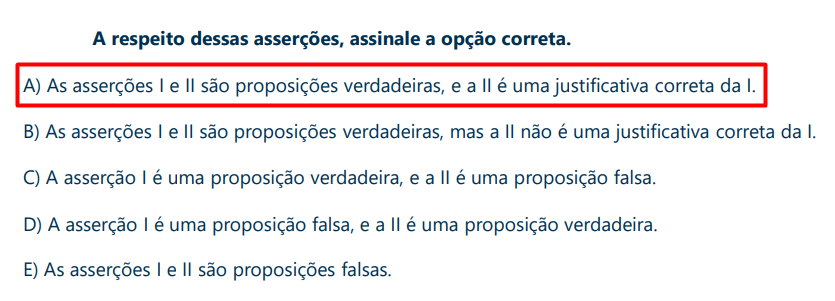 A respeito dessas asserções, assinale a opção correta.
A) As asserções I e II são proposições verdadeiras, e a II é uma justificativa correta da I.
B) As asserções I e II são proposições verdadeiras, mas a II não é uma justificativa correta da I.
C) A asserção I é uma proposição verdadeira, e a II é uma proposição falsa.
D) A asserção I é uma proposição falsa, e a II é uma proposição verdadeira.
E) As asserções I e II são proposições falsas.